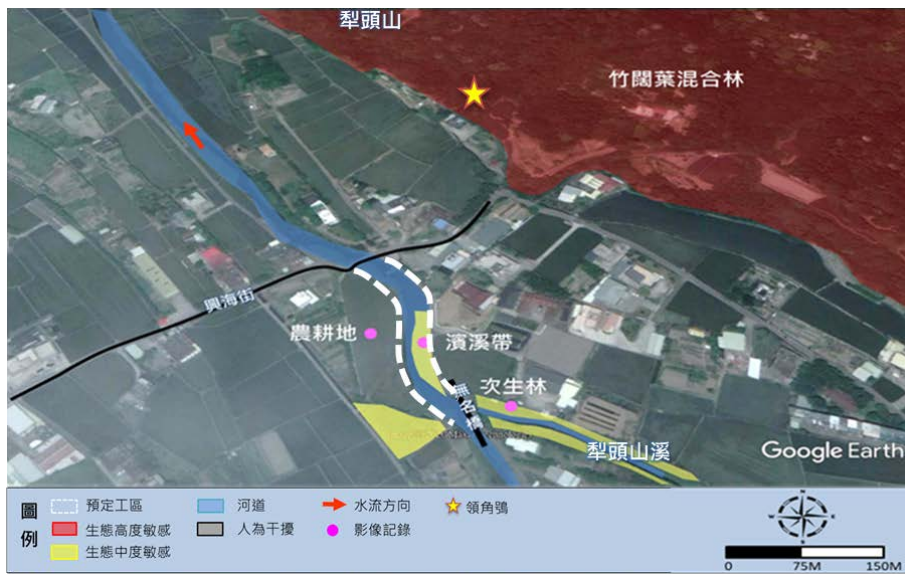 犁頭山
竹闊葉混合林
興海街
農耕地
濱溪帶
次生林
無名橋
犁頭山溪
Google Earth
圖例
預定工區
河道
水流方向
領角鴞
生態高度敏感
人為干擾
影像記錄
生態中度敏感
0 75M 150M